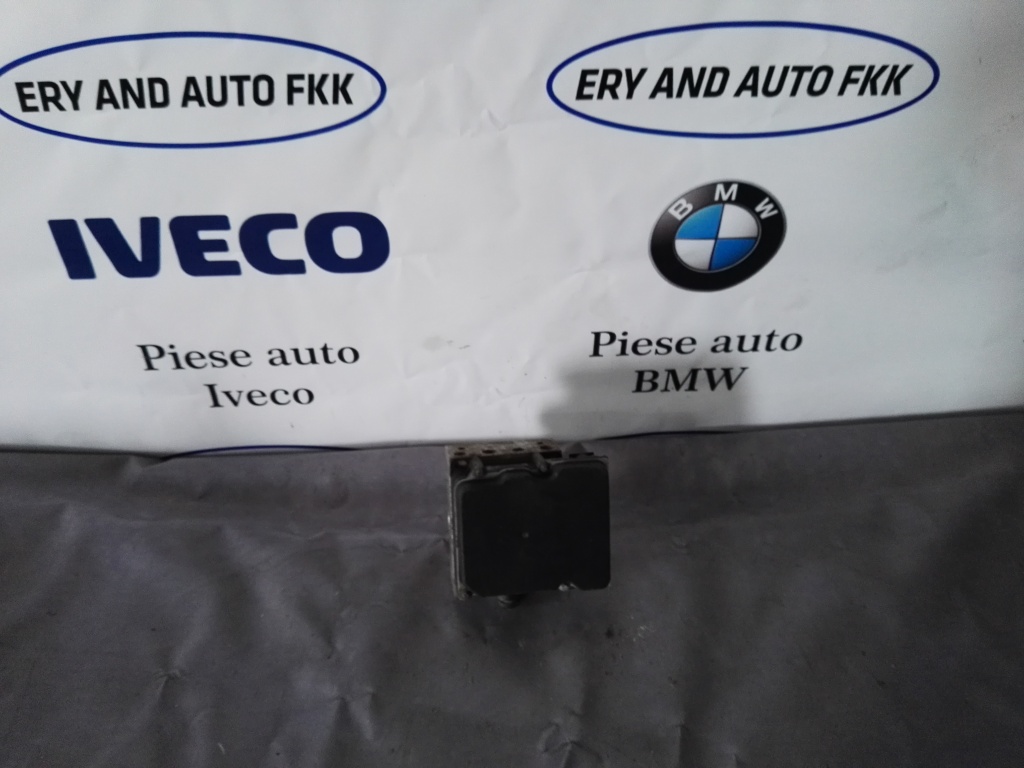 ERY AND AUTO FKK
ERY AND AUTO FKK
IVECO
BMW
Piese auto
Iveco
Piese auto
BMW